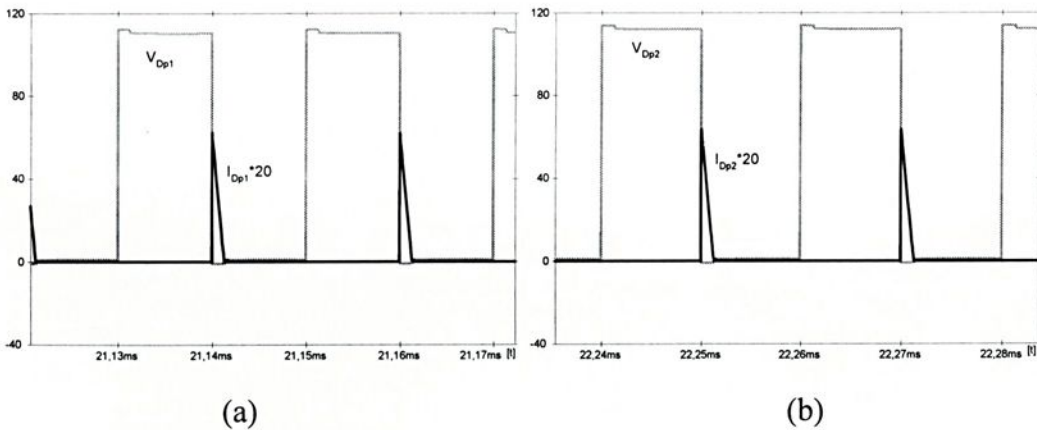 120
80
40
0
-40
V_Dp1
I_Dp1*20
21,13ms
21,14ms
21,15ms
21,16ms
21,17ms [t]
(a)
120
80
40
0
-40
V_Dp2
I_Dp2*20
22,24ms
22,25ms
22,26ms
22,27ms
22,28ms [t]
(b)